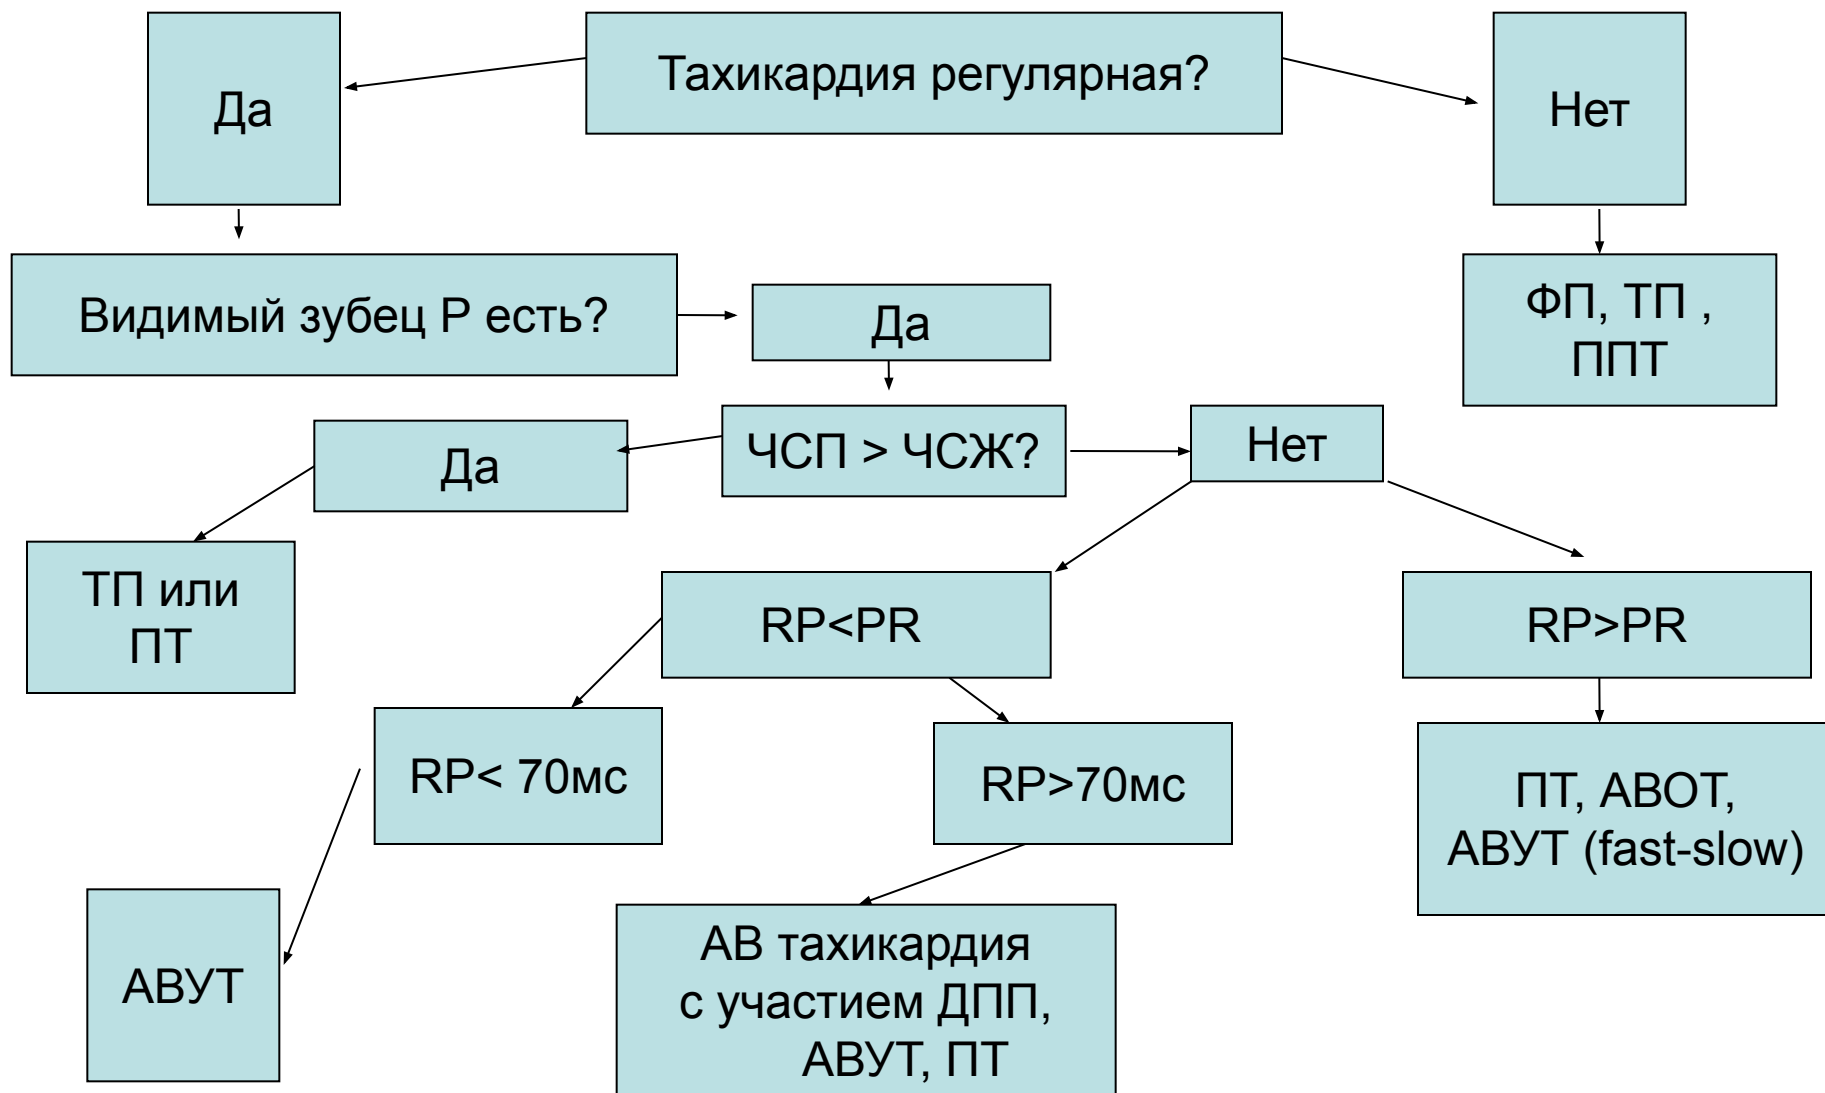 Тахикардия регулярная?
Да
Нет
Видимый зубец Р есть?
Да
ФП, ТП ,
ППТ
ЧСП > ЧСЖ?
Да
Нет
ТП или
ПТ
RP<PR
RP>PR
RP< 70мс
RP>70мс
ПТ, АВОТ,
АВУТ (fast-slow)
АВУТ
АВ тахикардия
с участием ДПП,
АВУТ, ПТ